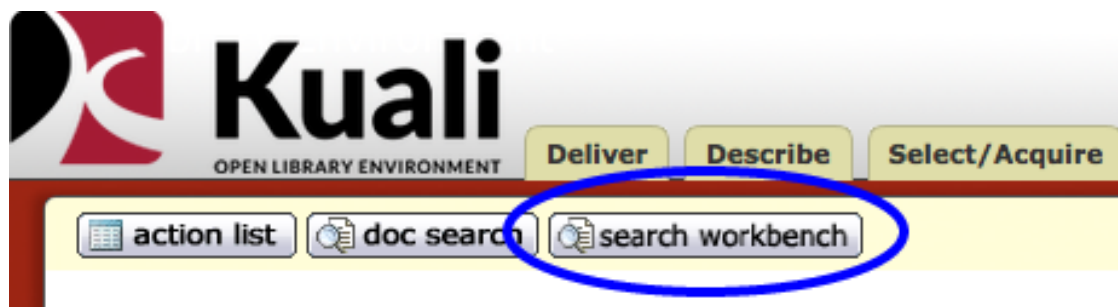 Kuali
OPEN LIBRARY ENVIRONMENT
Deliver Describe Select/Acquire
action list doc search search workbench